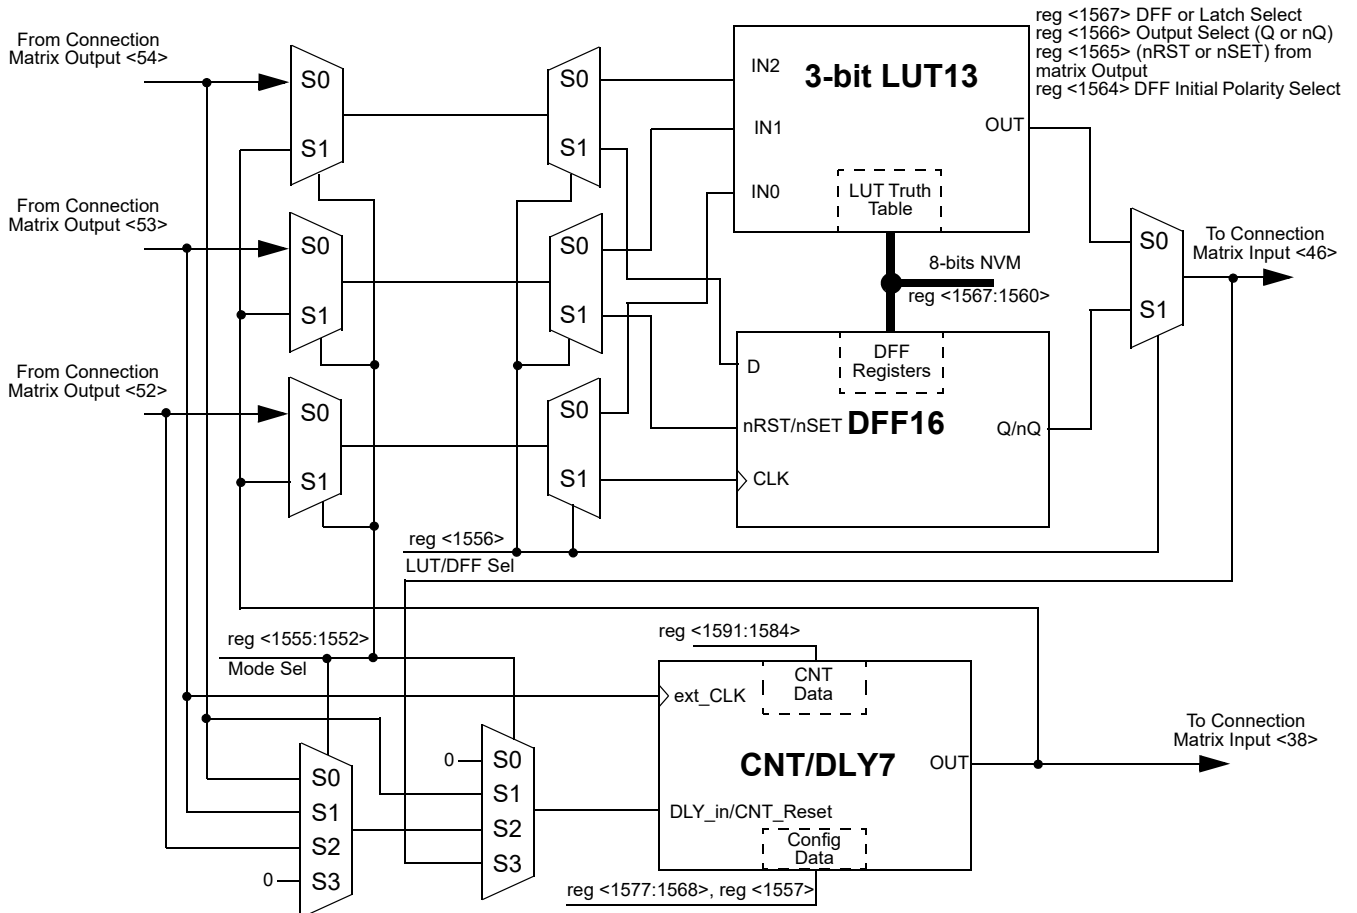 From Connection
Matrix Output <54>
S0
S1
S0
S1
IN2
3-bit LUT13
IN1
OUT
IN0
LUT Truth
Table
reg <1567> DFF or Latch Select
reg <1566> Output Select (Q or nQ)
reg <1565> (nRST or nSET) from
matrix Output
reg <1564> DFF Initial Polarity Select
From Connection
Matrix Output <53>
S0
S1
S0
S1
8-bits NVM
reg <1567:1560>
S0
S1
To Connection
Matrix Input <46>
From Connection
Matrix Output <52>
S0
S1
S0
S1
D
DFF
Registers
nRST/nSET
DFF16
Q/nQ
CLK
reg <1556>
LUT/DFF Sel
reg <1555:1552>
Mode Sel
reg <1591:1584>
CNT
Data
ext_CLK
CNT/DLY7
OUT
To Connection
Matrix Input <38>
DLY_in/CNT_Reset
Config
Data
0
S0
S1
S2
S3
S0
S1
S2
0
S3
reg <1577:1568>, reg <1557>